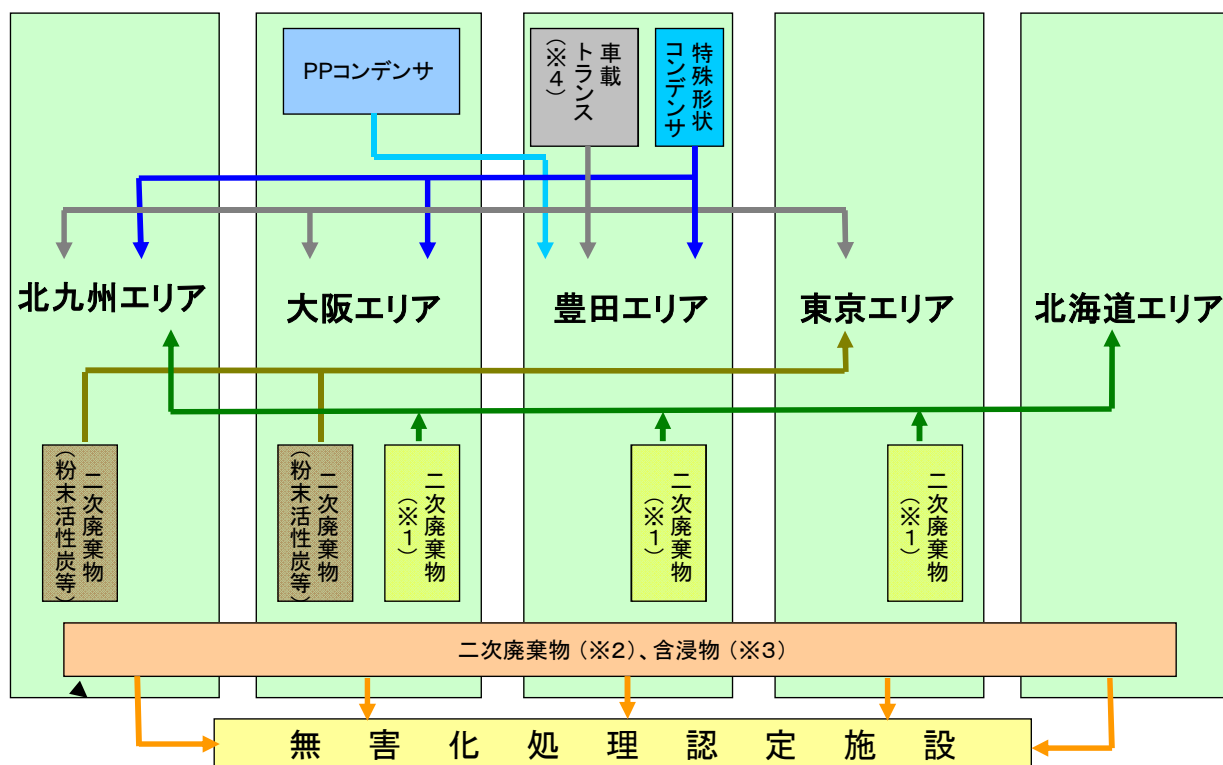 PPコンデンサ
車載
トランス
(※4)
特殊形状
コンデンサ
北九州エリア
大阪エリア
豊田エリア
東京エリア
北海道エリア
二次廃棄物
(粉末活性炭等)
二次廃棄物
(粉末活性炭等)
二次廃棄物
(※1)
二次廃棄物
(※1)
二次廃棄物
(※1)
二次廃棄物(※2)、含浸物(※3)
無害化処理認定施設